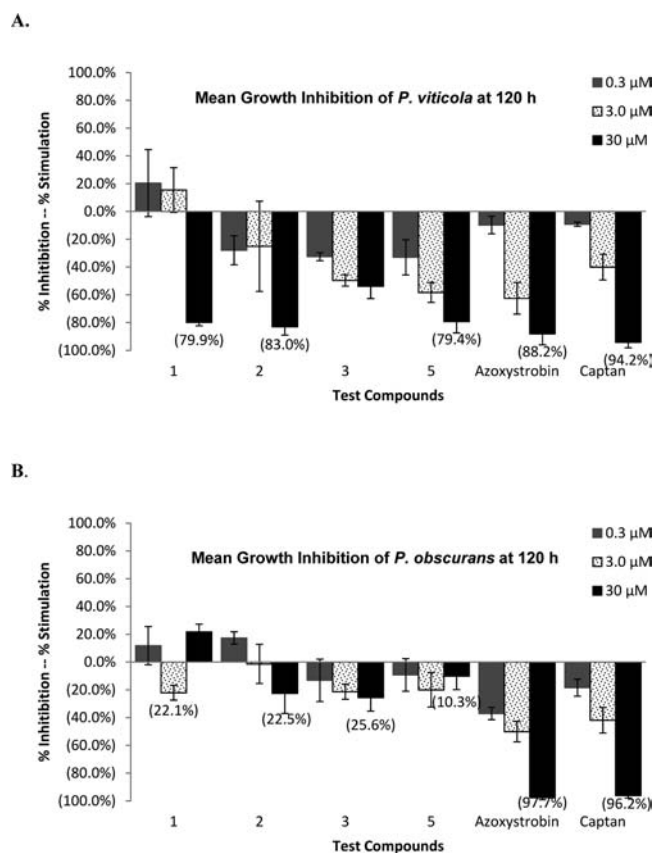 A.
100.0%
80.0%
60.0%
40.0%
20.0%
0.0%
(20.0%)
(40.0%)
(60.0%)
(80.0%)
(100.0%)
% Inhitibition -- % Stimulation
Mean Growth Inhibition of P. viticola at 120 h
0.3 µM
3.0 µM
30 µM
(79.9%)
(83.0%)
(79.4%)
(88.2%)
(94.2%)
1 2 3 5 Azoxystrobin Captan
Test Compounds
B.
100.0%
80.0%
60.0%
40.0%
20.0%
0.0%
(20.0%)
(40.0%)
(60.0%)
(80.0%)
(100.0%)
% Inhitibition -- % Stimulation
Mean Growth Inhibition of P. obscurans at 120 h
0.3 µM
3.0 µM
30 µM
(22.1%)
(22.5%)
(25.6%)
(10.3%)
(97.7%)
(96.2%)
1 2 3 5 Azoxystrobin Captan
Test Compounds